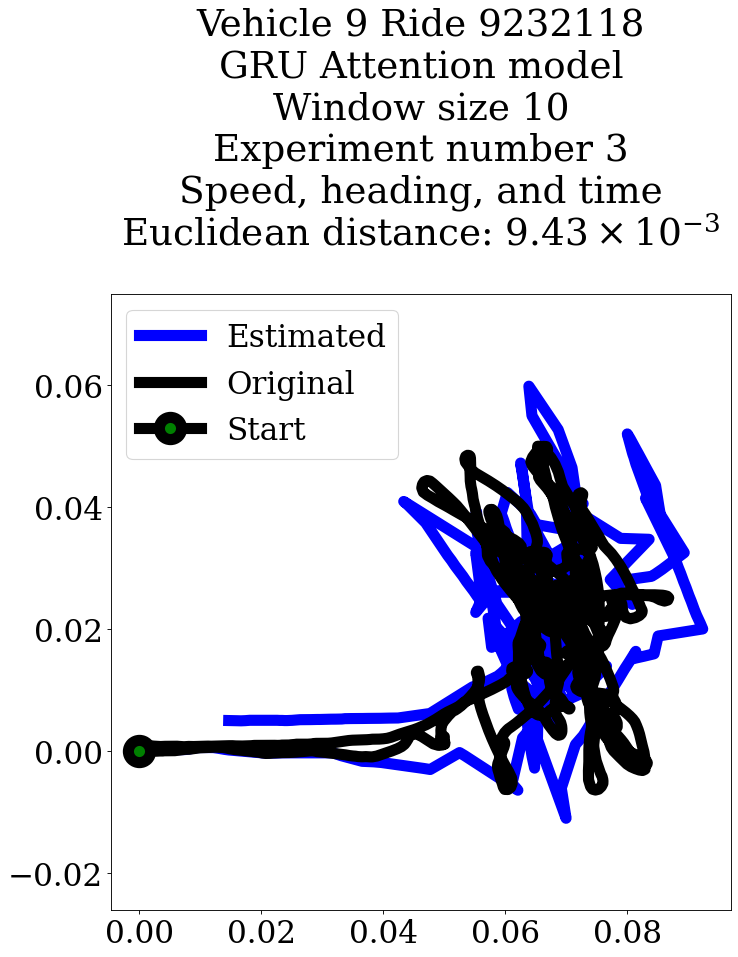 Vehicle 9 Ride 9232118
GRU Attention model
Window size 10
Experiment number 3
Speed, heading, and time
Euclidean distance: 9.43 × 10⁻³
Estimated
Original
Start
0.06
0.04
0.02
0.00
−0.02
0.00 0.02 0.04 0.06 0.08